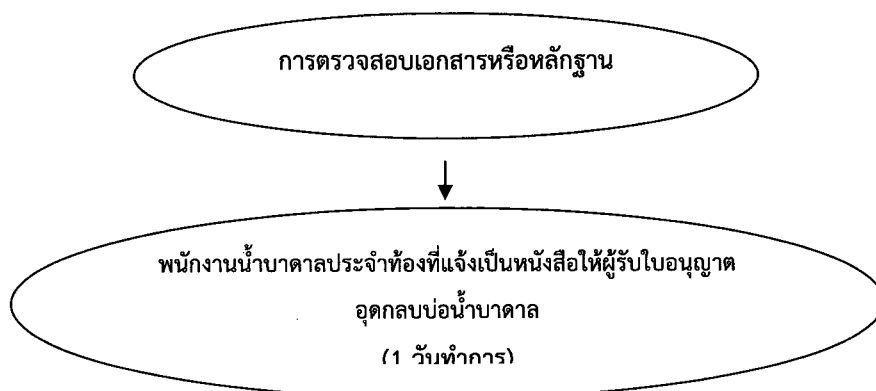 การตรวจสอบเอกสารหรือหลักฐาน
พนักงานน้ำบาดาลประจำท้องที่แจ้งเป็นหนังสือให้ผู้รับใบอนุญาต
อุดกลบบ่อน้ำบาดาล
(1 วันทำการ)